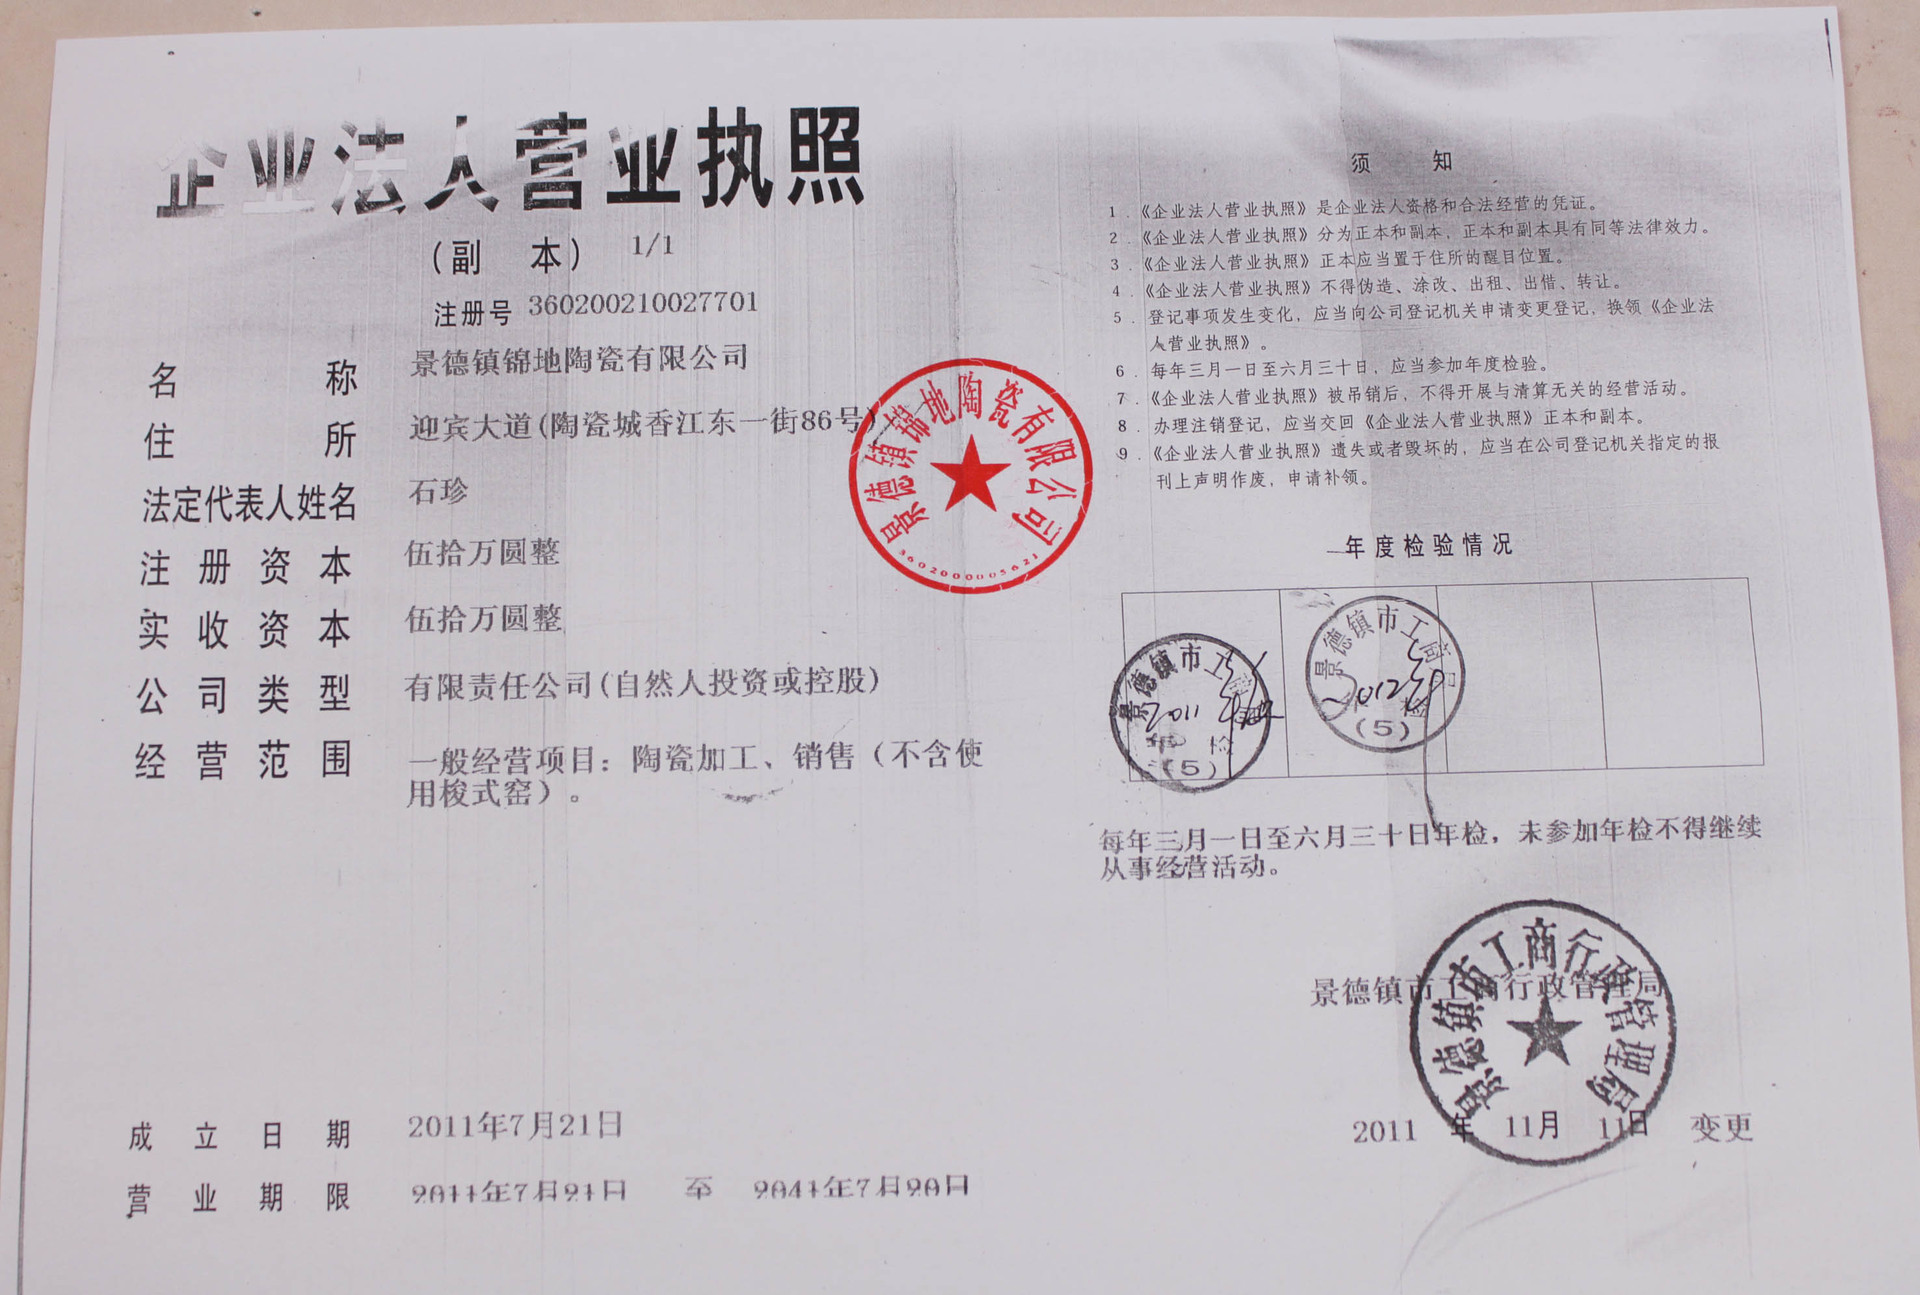 企业法人营业执照
(副 本) 1/1
注册号 360200210027701
名称 景德镇锦地陶瓷有限公司
住所 迎宾大道(陶瓷城香江东一街86号)
法定代表人姓名 石珍
注册资本 伍拾万圆整
实收资本 伍拾万圆整
公司类型 有限责任公司(自然人投资或控股)
经营范围 一般经营项目：陶瓷加工、销售（不含使
用梭式窑）。
成立日期 2011年7月21日
营业期限 2011年7月21日 至 2041年7月20日
景德镇锦地陶瓷有限公司
3602000005621
须 知
1．《企业法人营业执照》是企业法人资格和合法经营的凭证。
2．《企业法人营业执照》分为正本和副本，正本和副本具有同等法律效力。
3．《企业法人营业执照》正本应当置于住所的醒目位置。
4．《企业法人营业执照》不得伪造、涂改、出租、出借、转让。
5．登记事项发生变化，应当向公司登记机关申请变更登记，换领《企业法
人营业执照》。
6．每年三月一日至六月三十日，应当参加年度检验。
7．《企业法人营业执照》被吊销后，不得开展与清算无关的经营活动。
8．办理注销登记，应当交回《企业法人营业执照》正本和副本。
9．《企业法人营业执照》遗失或者毁坏的，应当在公司登记机关指定的报
刊上声明作废，申请补领。
年度检验情况
景德镇市工商
2011
检
(5)
景德镇市工商局
2012
检
(5)
每年三月一日至六月三十日年检，未参加年检不得继续
从事经营活动。
景德镇市工商行政管理局
景德镇市工商行政管理局
2011 年 11月 11日 变更